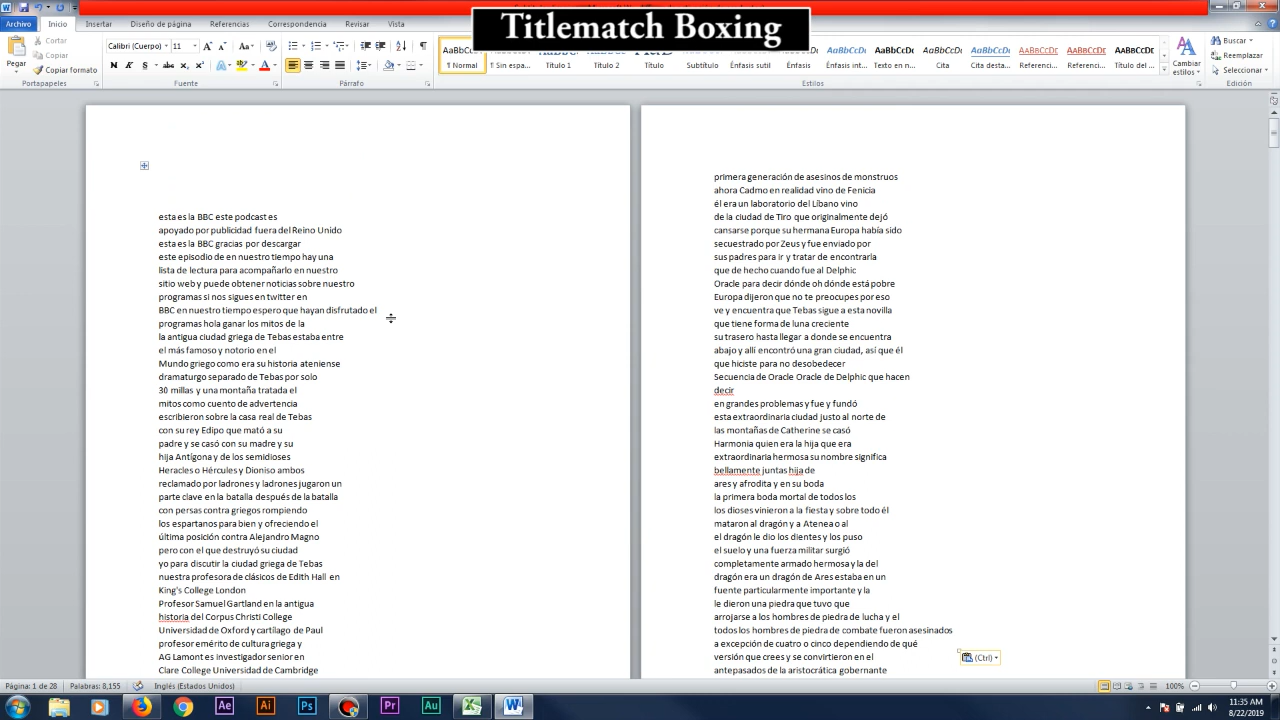 Titlematch Boxing
Archivo Inicio Insertar Diseño de página Referencias Correspondencia Revisar Vista
Cortar
Copiar
Copiar formato
Pegar
Portapapeles
Calibri (Cuerpo) 11
Fuente
Párrafo
¶ Normal
¶ Sin espa...
Título 1
Título 2
Título
Subtítulo
Énfasis sutil
Énfasis
Énfasis int...
Texto en n...
Cita
Cita desta...
Referenci...
Referenci...
Título del ...
Cambiar estilos
Estilos
Buscar
Reemplazar
Seleccionar
Edición
esta es la BBC este podcast es
apoyado por publicidad fuera del Reino Unido
esta es la BBC gracias por descargar
este episodio de en nuestro tiempo hay una
lista de lectura para acompañarlo en nuestro
sitio web y puede obtener noticias sobre nuestro
programas si nos sigues en twitter en
BBC en nuestro tiempo espero que hayan disfrutado el
programas hola ganar los mitos de la
la antigua ciudad griega de Tebas estaba entre
el más famoso y notorio en el
Mundo griego como era su historia ateniense
dramaturgo separado de Tebas por solo
30 millas y una montaña tratada el
mitos como cuento de advertencia
escribieron sobre la casa real de Tebas
con su rey Edipo que mató a su
padre y se casó con su madre y su
hija Antígona y de los semidioses
Heracles o Hércules y Dioniso ambos
reclamado por ladrones y ladrones jugaron un
parte clave en la batalla después de la batalla
con persas contra griegos rompiendo
los espartanos para bien y ofreciendo el
última posición contra Alejandro Magno
pero con el que destruyó su ciudad
yo para discutir la ciudad griega de Tebas
nuestra profesora de clásicos de Edith Hall en
King's College London
Profesor Samuel Gartland en la antigua
historia del Corpus Christi College
Universidad de Oxford y cartílago de Paul
profesor emérito de cultura griega y
AG Lamont es investigador senior en
Clare College Universidad de Cambridge
primera generación de asesinos de monstruos
ahora Cadmo en realidad vino de Fenicia
él era un laboratorio del Líbano vino
de la ciudad de Tiro que originalmente dejó
cansarse porque su hermana Europa había sido
secuestrado por Zeus y fue enviado por
sus padres para ir y tratar de encontrarla
que de hecho cuando fue al Delphic
Oracle para decir dónde oh dónde está pobre
Europa dijeron que no te preocupes por eso
ve y encuentra que Tebas sigue a esta novilla
que tiene forma de luna creciente
su trasero hasta llegar a donde se encuentra
abajo y allí encontró una gran ciudad, así que él
que hiciste para no desobedecer
Secuencia de Oracle Oracle de Delphic que hacen
decir
en grandes problemas y fue y fundó
esta extraordinaria ciudad justo al norte de
las montañas de Catherine se casó
Harmonia quien era la hija que era
extraordinaria hermosa su nombre significa
bellamente juntas hija de
ares y afrodita y en su boda
la primera boda mortal de todos los
los dioses vinieron a la fiesta y sobre todo él
mataron al dragón y a Atenea o al
el dragón le dio los dientes y los puso
el suelo y una fuerza militar surgió
completamente armado hermosa y la del
dragón era un dragón de Ares estaba en un
fuente particularmente importante y la
le dieron una piedra que tuvo que
arrojarse a los hombres de piedra de lucha y el
todos los hombres de piedra de combate fueron asesinados
a excepción de cuatro o cinco dependiendo de qué
versión que crees y se convirtieron en el
antepasados de la aristocrática gobernante
(Ctrl)
Página: 1 de 28 Palabras: 8,155 Inglés (Estados Unidos) 100%
11:35 AM
8/22/2019